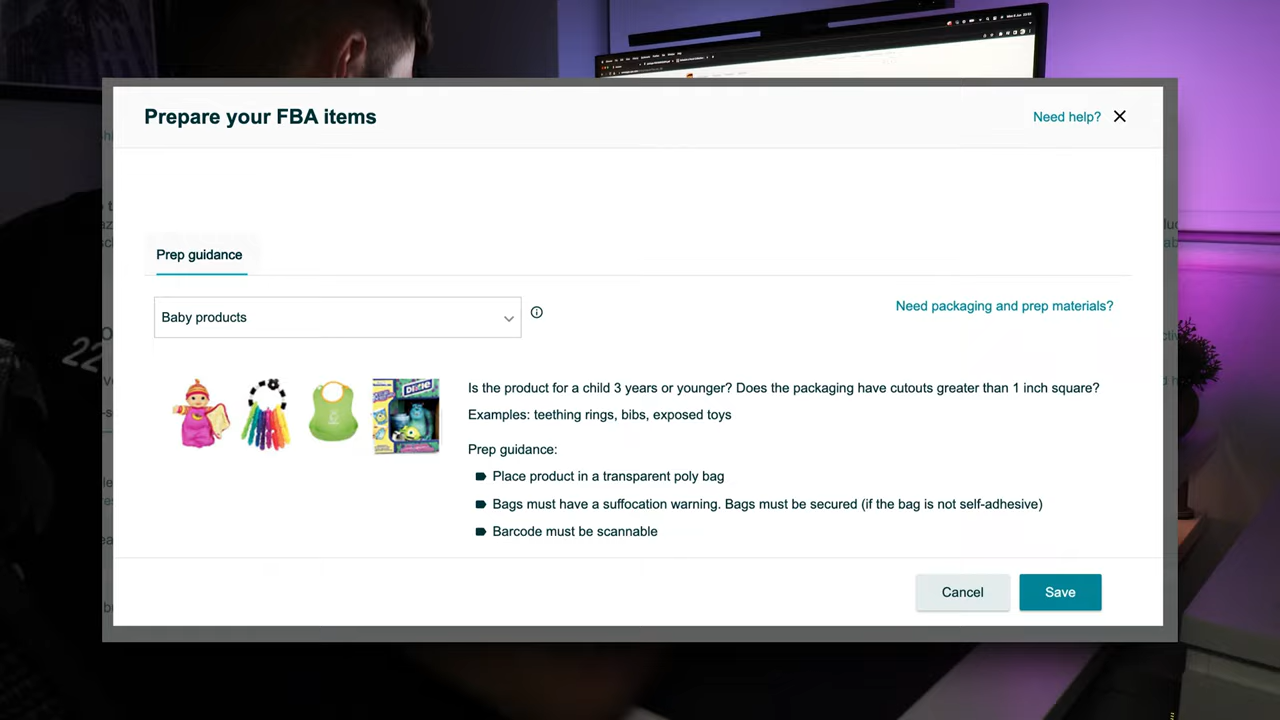 Prepare your FBA items
Need help?
Prep guidance
Baby products
Need packaging and prep materials?
Is the product for a child 3 years or younger? Does the packaging have cutouts greater than 1 inch square?
Examples: teething rings, bibs, exposed toys
Prep guidance:
Place product in a transparent poly bag
Bags must have a suffocation warning. Bags must be secured (if the bag is not self-adhesive)
Barcode must be scannable
Cancel
Save
22